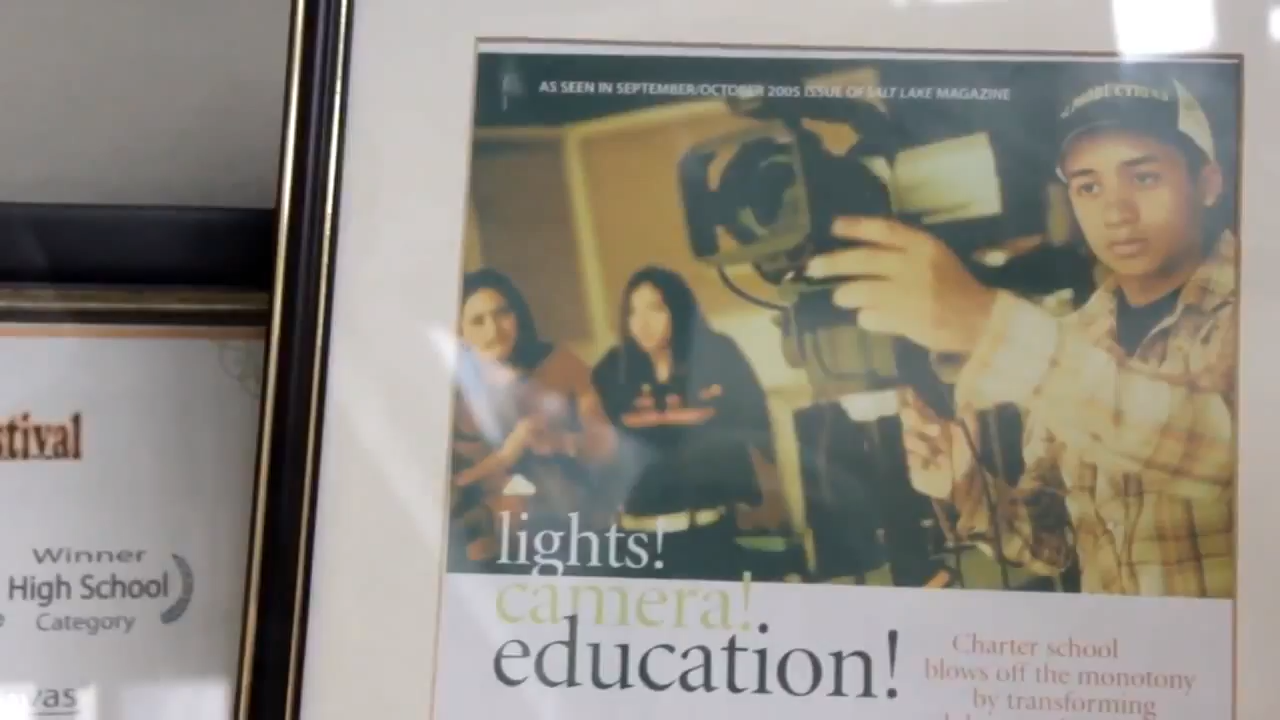 AS SEEN IN SEPTEMBER/OCTOBER 2005 ISSUE OF SALT LAKE MAGAZINE
lights!
camera!
education!
Charter school
blows off the monotony
by transforming
stival
Winner
High School
Category
vas